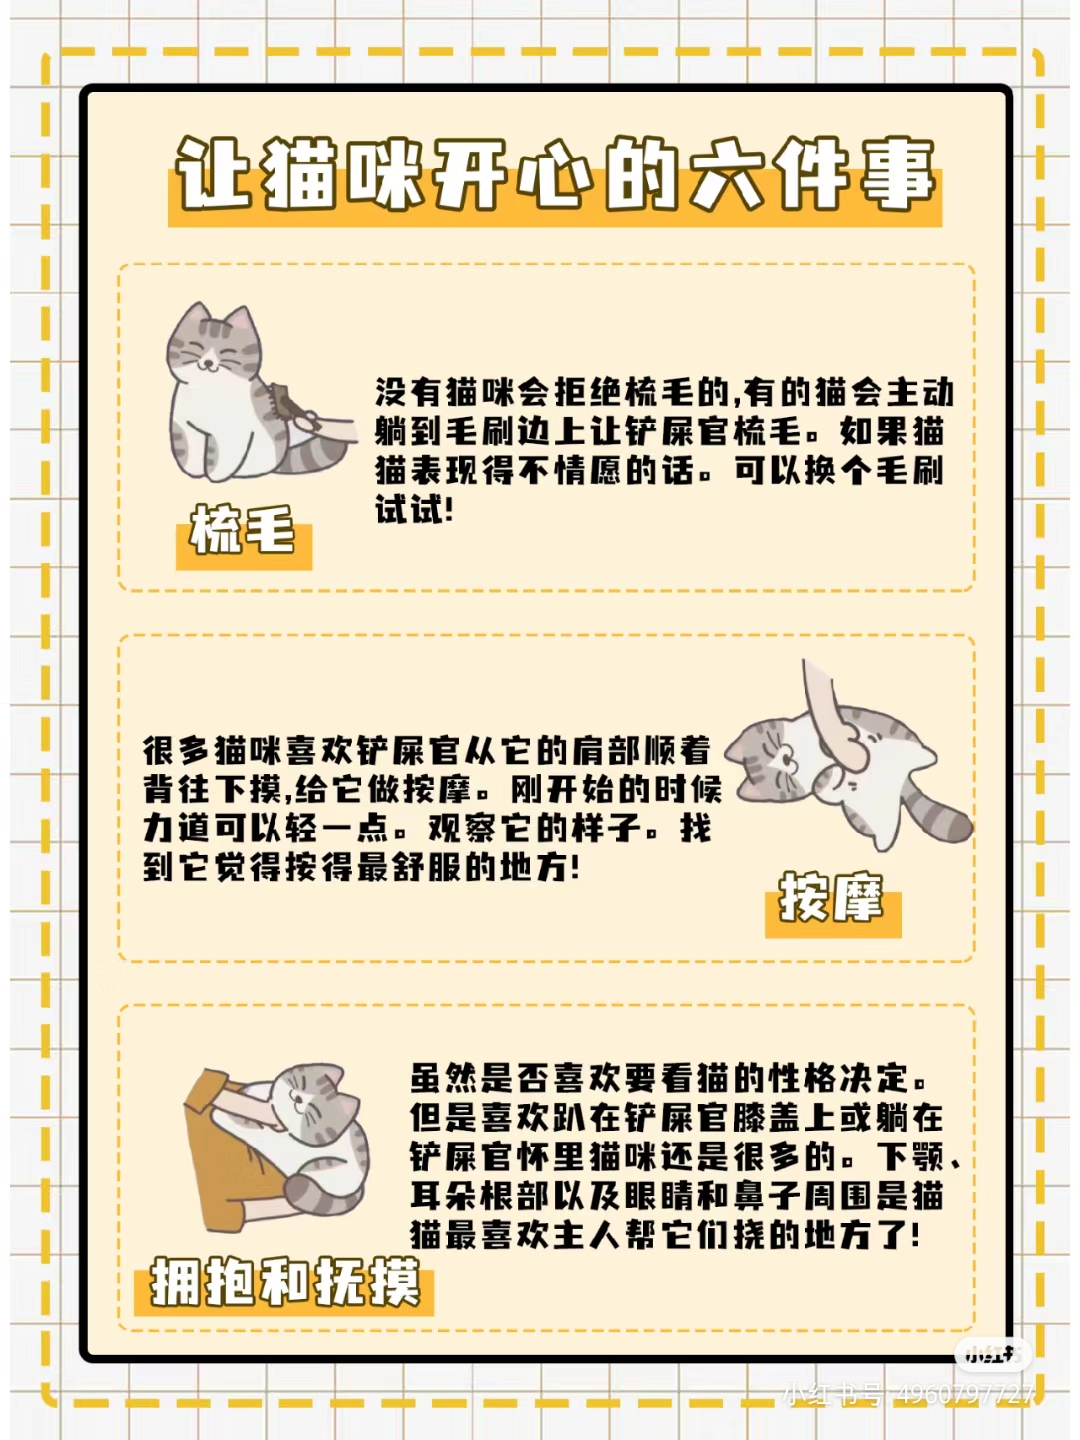 让猫咪开心的六件事
没有猫咪会拒绝梳毛的,有的猫会主动
躺到毛刷边上让铲屎官梳毛。如果猫
猫表现得不情愿的话。可以换个毛刷
试试!
梳毛
很多猫咪喜欢铲屎官从它的肩部顺着
背往下摸,给它做按摩。刚开始的时候
力道可以轻一点。观察它的样子。找
到它觉得按得最舒服的地方!
按摩
虽然是否喜欢要看猫的性格决定。
但是喜欢趴在铲屎官膝盖上或躺在
铲屎官怀里猫咪还是很多的。下颚、
耳朵根部以及眼睛和鼻子周围是猫
猫最喜欢主人帮它们挠的地方了!
拥抱和抚摸
小红书
小红书号:4960797727